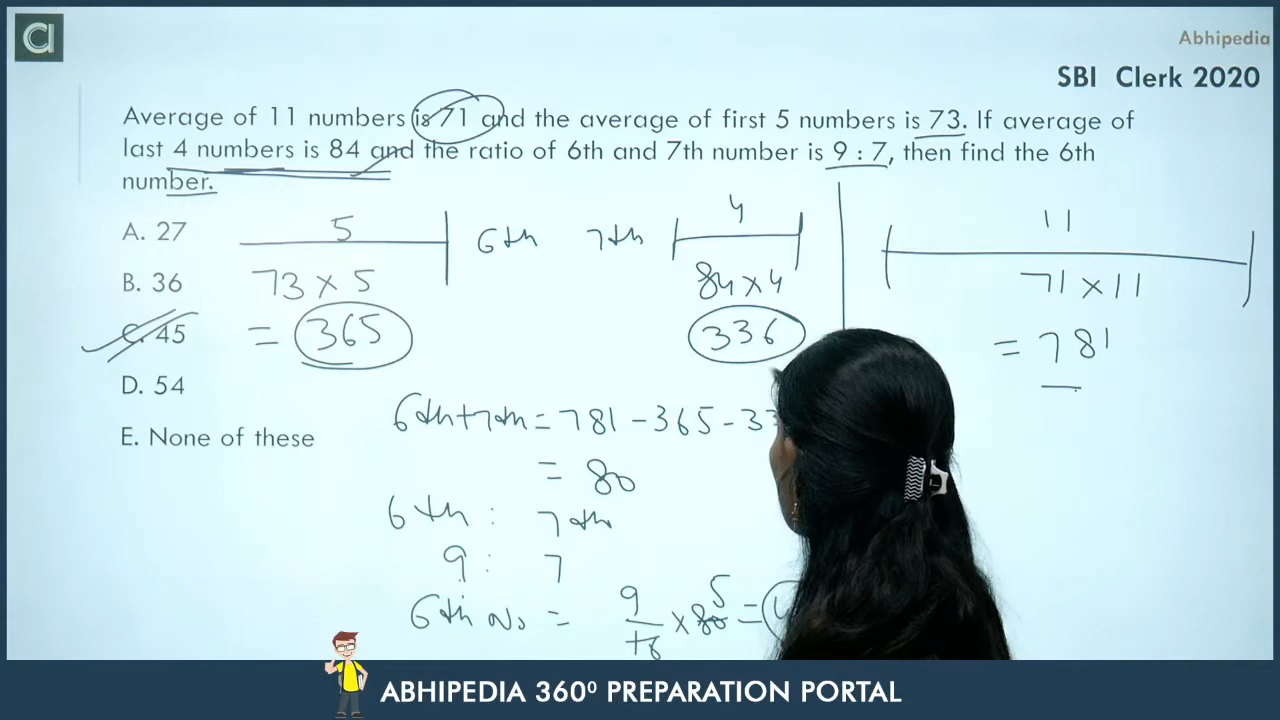 CI
Abhipedia
SBI Clerk 2020
Average of 11 numbers is 71 and the average of first 5 numbers is 73. If average of
last 4 numbers is 84 and the ratio of 6th and 7th number is 9 : 7, then find the 6th
number.
A. 27
B. 36
C. 45
D. 54
E. None of these
5 6th 7th 4 11
73 × 5 84 × 4 71 × 11
= 365 336 = 781
6th + 7th = 781 - 365 - 33
= 80
6th : 7th
9 : 7
6th No = 9/16 × 80 5 =
ABHIPEDIA 360⁰ PREPARATION PORTAL